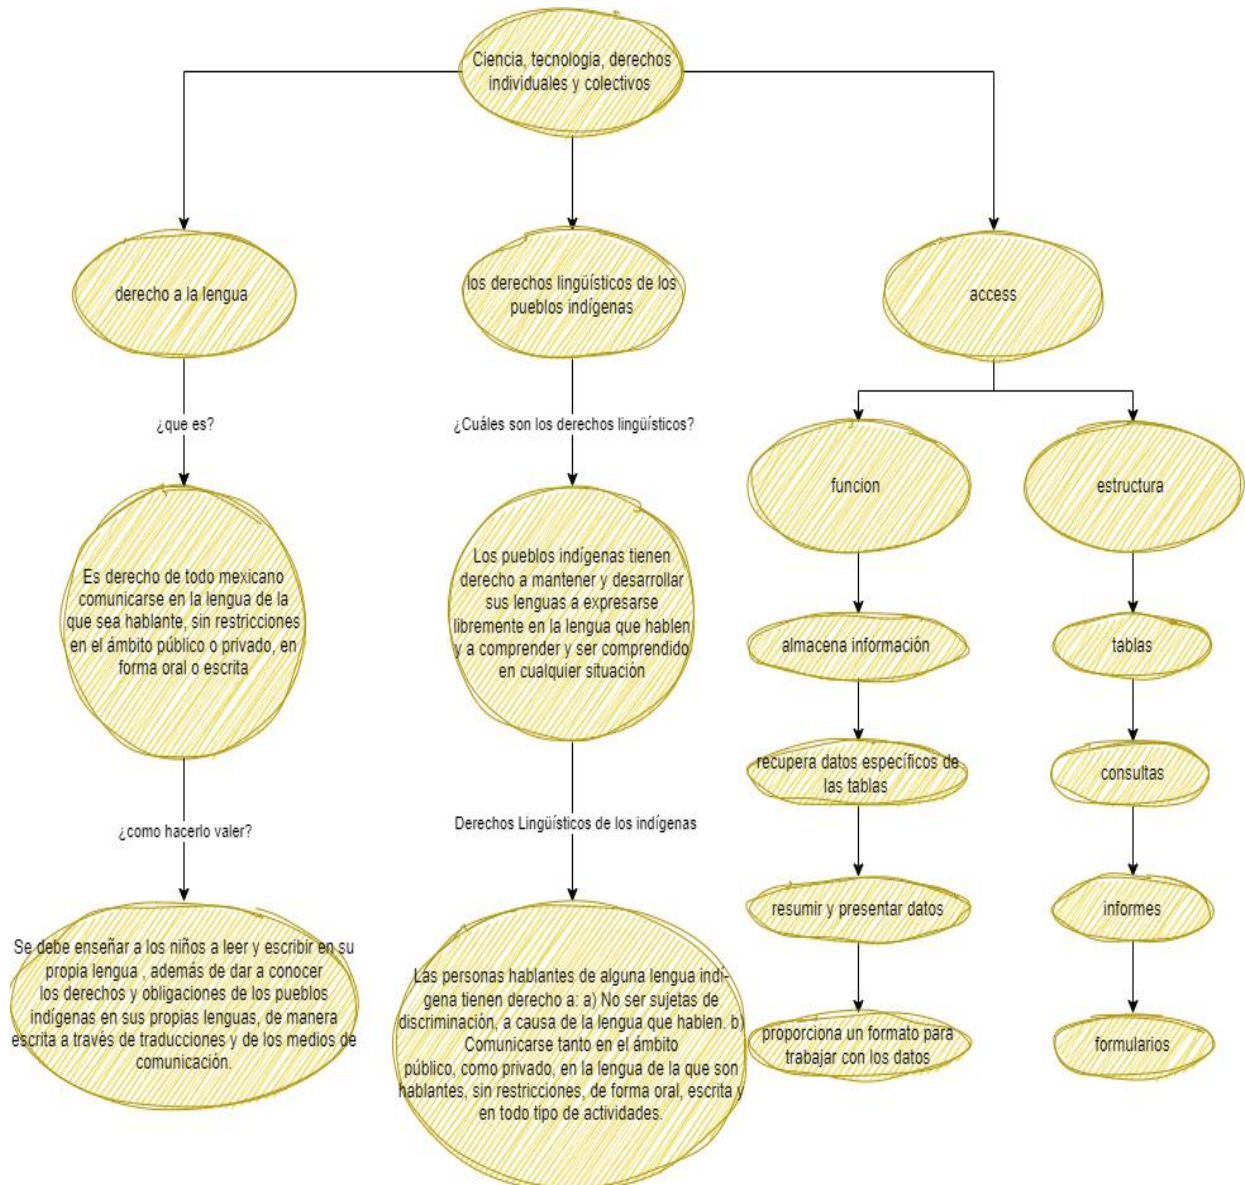 Ciencia, tecnologia, derechos
individuales y colectivos
derecho a la lengua
los derechos lingüísticos de los
pueblos indígenas
access
¿que es?
¿Cuáles son los derechos lingüísticos?
funcion
estructura
Es derecho de todo mexicano
comunicarse en la lengua de la
que sea hablante, sin restricciones
en el ámbito público o privado, en
forma oral o escrita
Los pueblos indígenas tienen
derecho a mantener y desarrollar
sus lenguas a expresarse
libremente en la lengua que hablen
y a comprender y ser comprendido
en cualquier situación
almacena información
tablas
recupera datos específicos de
las tablas
consultas
¿como hacerlo valer?
Derechos Lingüísticos de los indígenas
resumir y presentar datos
informes
Se debe enseñar a los niños a leer y escribir en su
propia lengua , además de dar a conocer
los derechos y obligaciones de los pueblos
indígenas en sus propias lenguas, de manera
escrita a través de traducciones y de los medios de
comunicación.
Las personas hablantes de alguna lengua indí-
gena tienen derecho a: a) No ser sujetas de
discriminación, a causa de la lengua que hablen. b)
Comunicarse tanto en el ámbito
público, como privado, en la lengua de la que son
hablantes, sin restricciones, de forma oral, escrita y
en todo tipo de actividades.
proporciona un formato para
trabajar con los datos
formularios